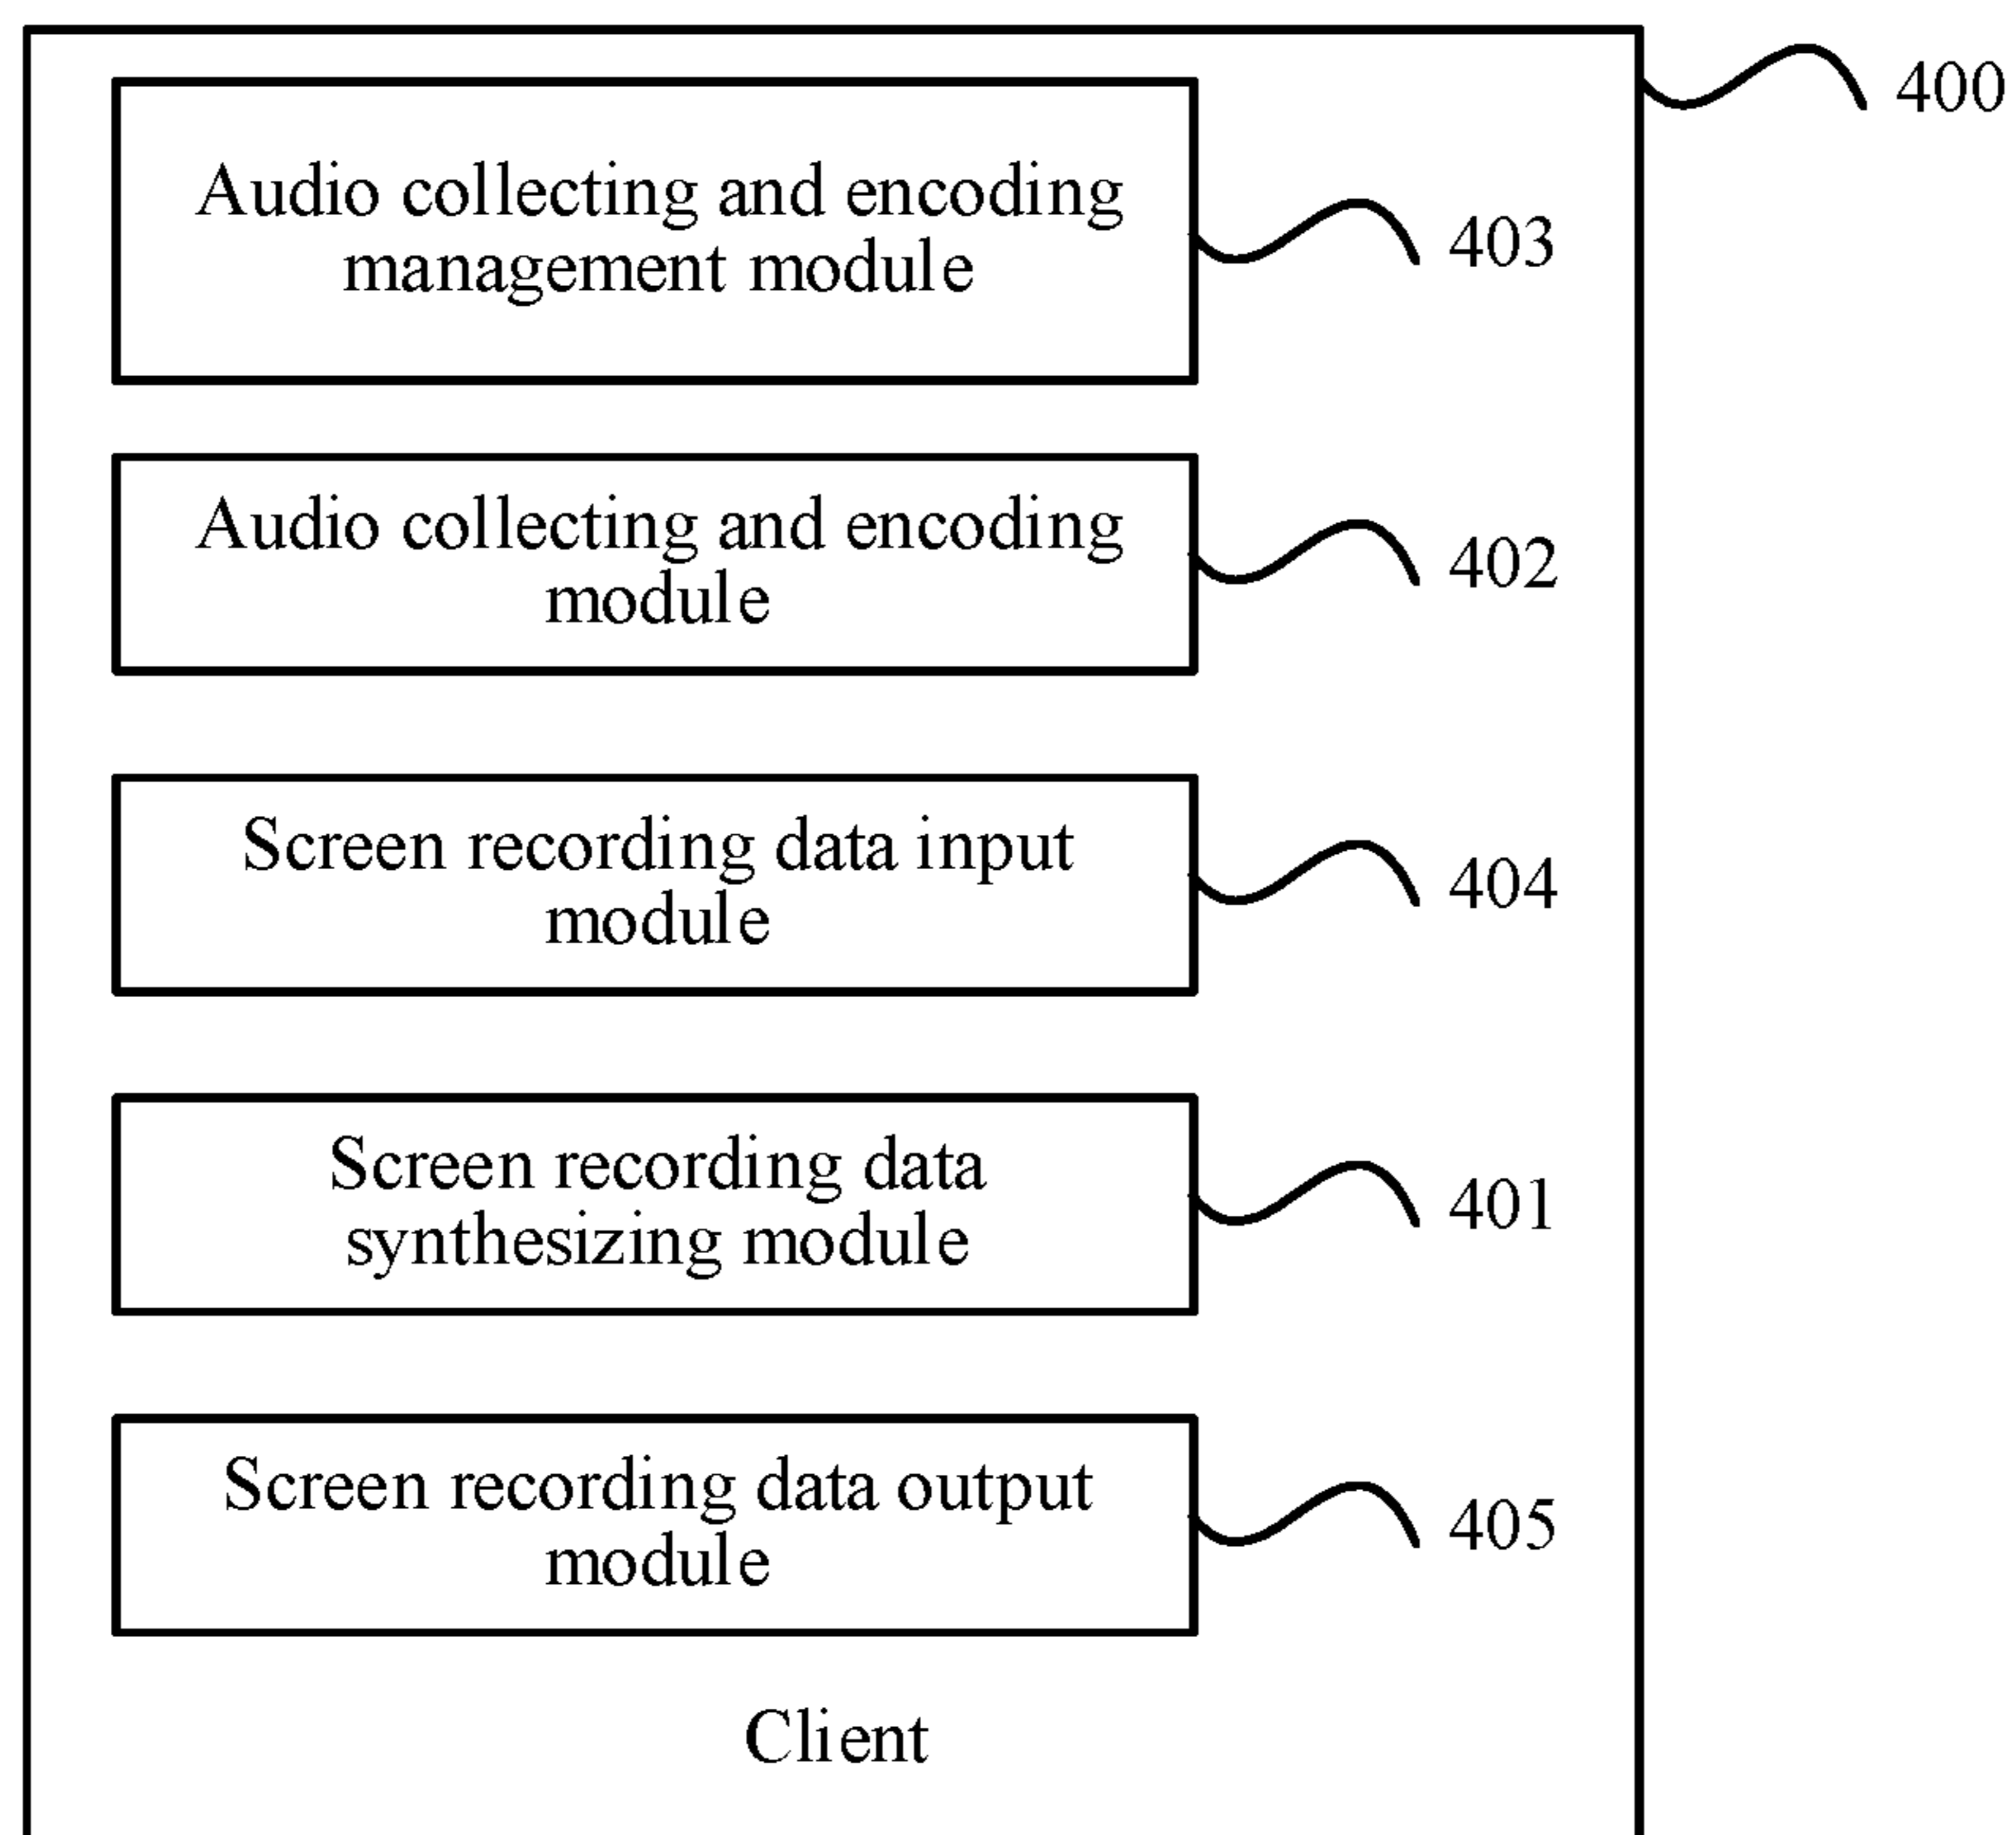 400
Audio collecting and encoding
management module
403
Audio collecting and encoding
module
402
Screen recording data input
module
404
Screen recording data
synthesizing module
401
Screen recording data output
module
405
Client